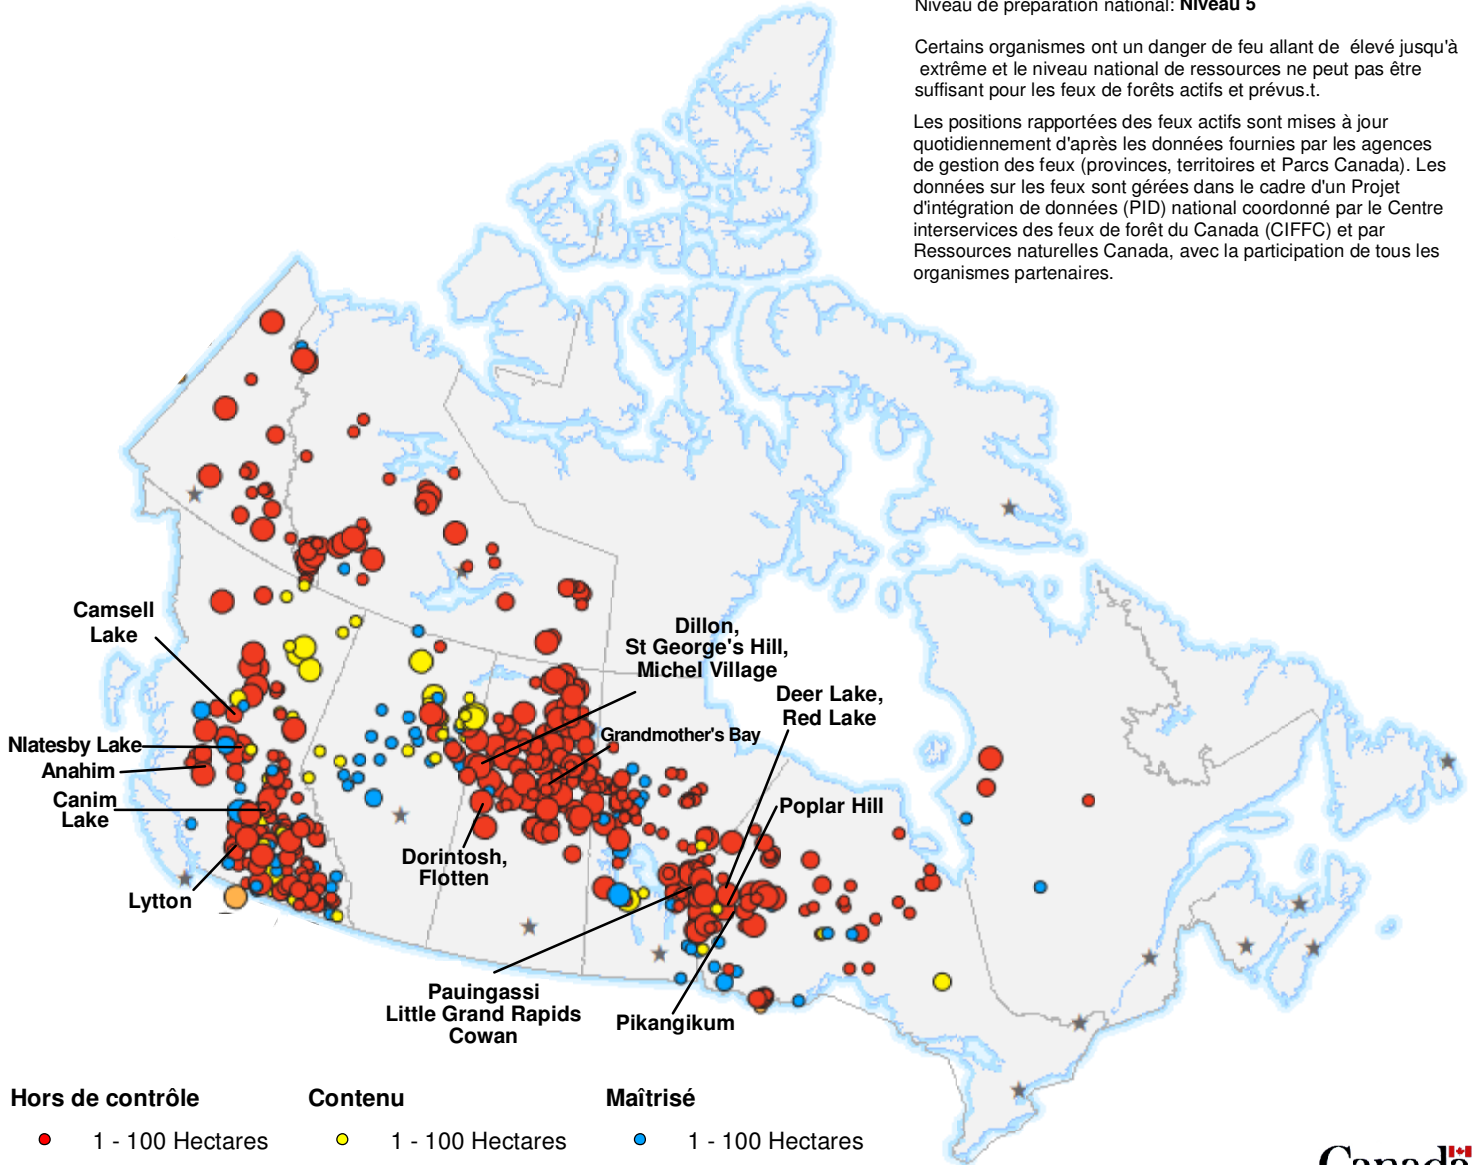 Niveau de préparation national: Niveau 5
Certains organismes ont un danger de feu allant de élevé jusqu'à
extrême et le niveau national de ressources ne peut pas être
suffisant pour les feux de forêts actifs et prévus.t.
Les positions rapportées des feux actifs sont mises à jour
quotidiennement d'après les données fournies par les agences
de gestion des feux (provinces, territoires et Parcs Canada). Les
données sur les feux sont gérées dans le cadre d'un Projet
d'intégration de données (PID) national coordonné par le Centre
interservices des feux de forêt du Canada (CIFFC) et par
Ressources naturelles Canada, avec la participation de tous les
organismes partenaires.
Camsell
Lake
Dillon,
St George's Hill,
Michel Village
Deer Lake,
Red Lake
Grandmother's Bay
Nlatesby Lake
Anahim
Canim
Lake
Poplar Hill
Dorintosh,
Flotten
Lytton
Pauingassi
Little Grand Rapids
Cowan
Pikangikum
Hors de contrôle
1 - 100 Hectares
Contenu
1 - 100 Hectares
Maîtrisé
1 - 100 Hectares
Canada